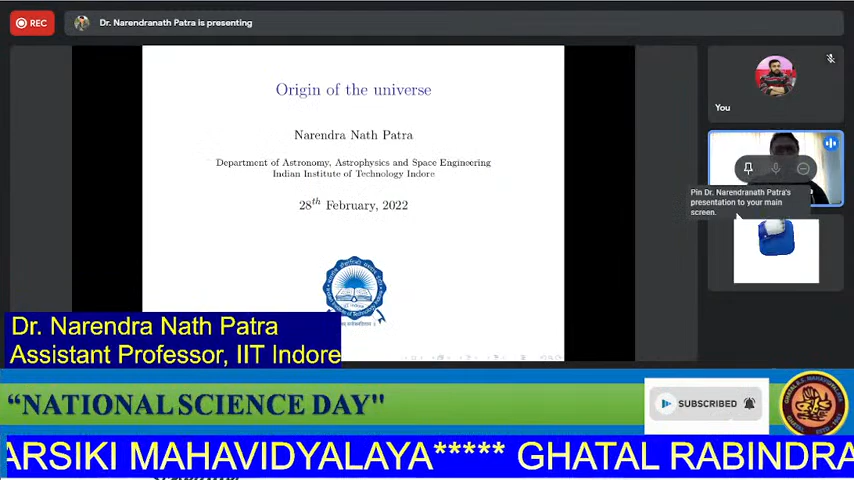 REC
Dr. Narendranath Patra is presenting
Origin of the universe
Narendra Nath Patra
Department of Astronomy, Astrophysics and Space Engineering
Indian Institute of Technology Indore
28th February, 2022
You
Pin Dr. Narendranath Patra's
presentation to your main
screen.
Dr. Narendra Nath Patra
Assistant Professor, IIT Indore
“NATIONAL SCIENCE DAY"
SUBSCRIBED
ARSIKI MAHAVIDYALAYA***** GHATAL RABINDRA